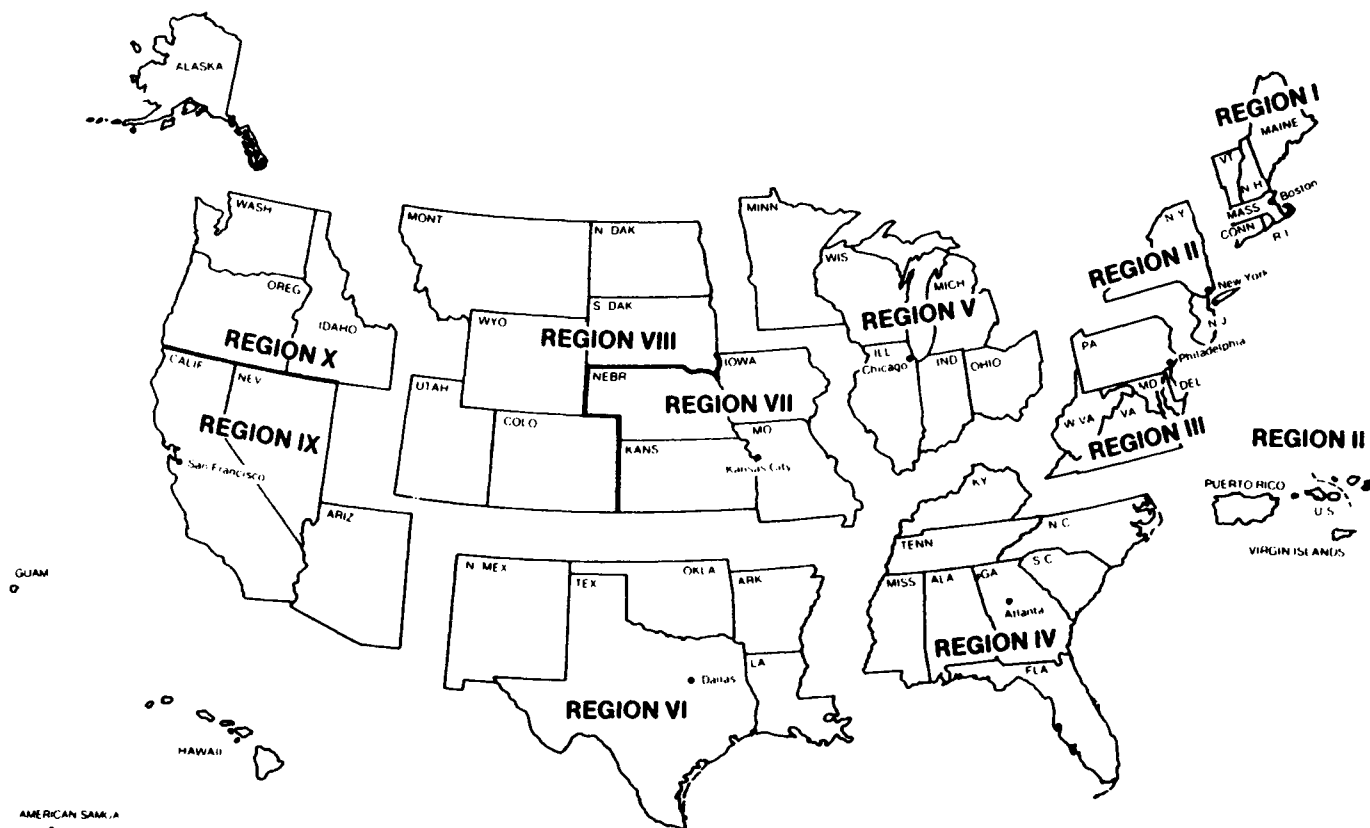 ALASKA
REGION I
MAINE
VT
N H
Boston
MASS
CONN
R I
WASH
MONT
N DAK
MINN
N Y
REGION II
New York
N J
WIS
MICH
REGION V
OREG
IDAHO
REGION X
WYO
S DAK
REGION VIII
PA
Philadelphia
MD
DEL
CALIF
NEV
UTAH
NEBR
IOWA
ILL
Chicago
IND
OHIO
REGION VII
W VA
VA
REGION III
REGION II
REGION IX
San Francisco
COLO
KANS
MO
Kansas City
KY
PUERTO RICO
U S
VIRGIN ISLANDS
ARIZ
N C
TENN
S C
GUAM
N MEX
TEX
OKLA
ARK
MISS
ALA
GA
Atlanta
REGION IV
LA
FLA
Dallas
REGION VI
HAWAII
AMERICAN SAMOA